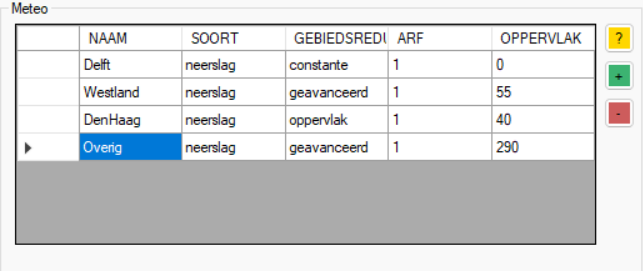 Meteo
NAAM SOORT GEBIEDSREDU ARF OPPERVLAK
Delft neerslag constante 1 0
Westland neerslag geavanceerd 1 55
DenHaag neerslag oppervlak 1 40
Overig neerslag geavanceerd 1 290
?
+
-